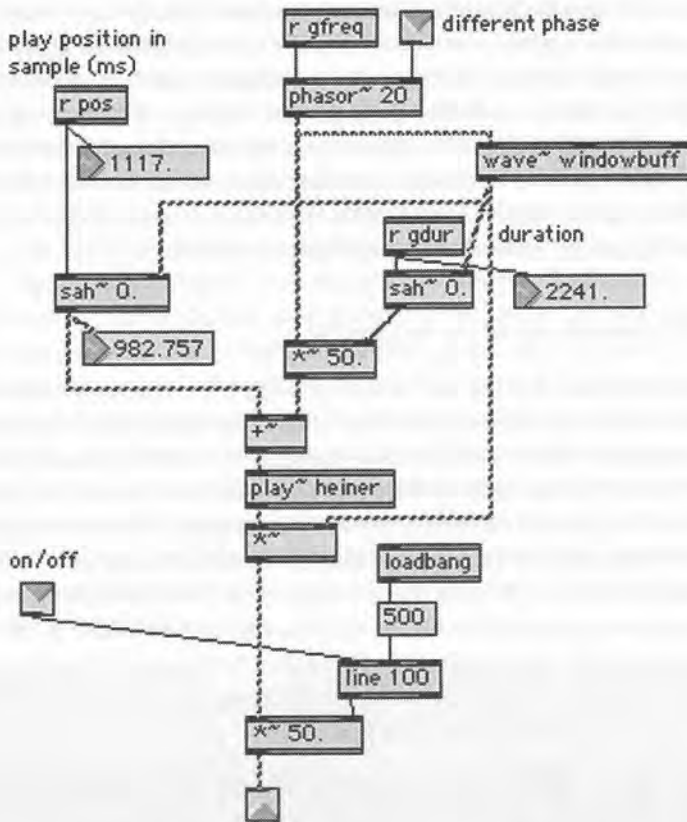 r gfreq
different phase
play position in
sample (ms)
r pos
phasor~ 20
1117.
wave~ windowbuff
r gdur
duration
sah~ 0.
sah~ 0.
2241.
982.757
*~ 50.
+~
play~ heiner
*~
on/off
loadbang
500
line 100
*~ 50.